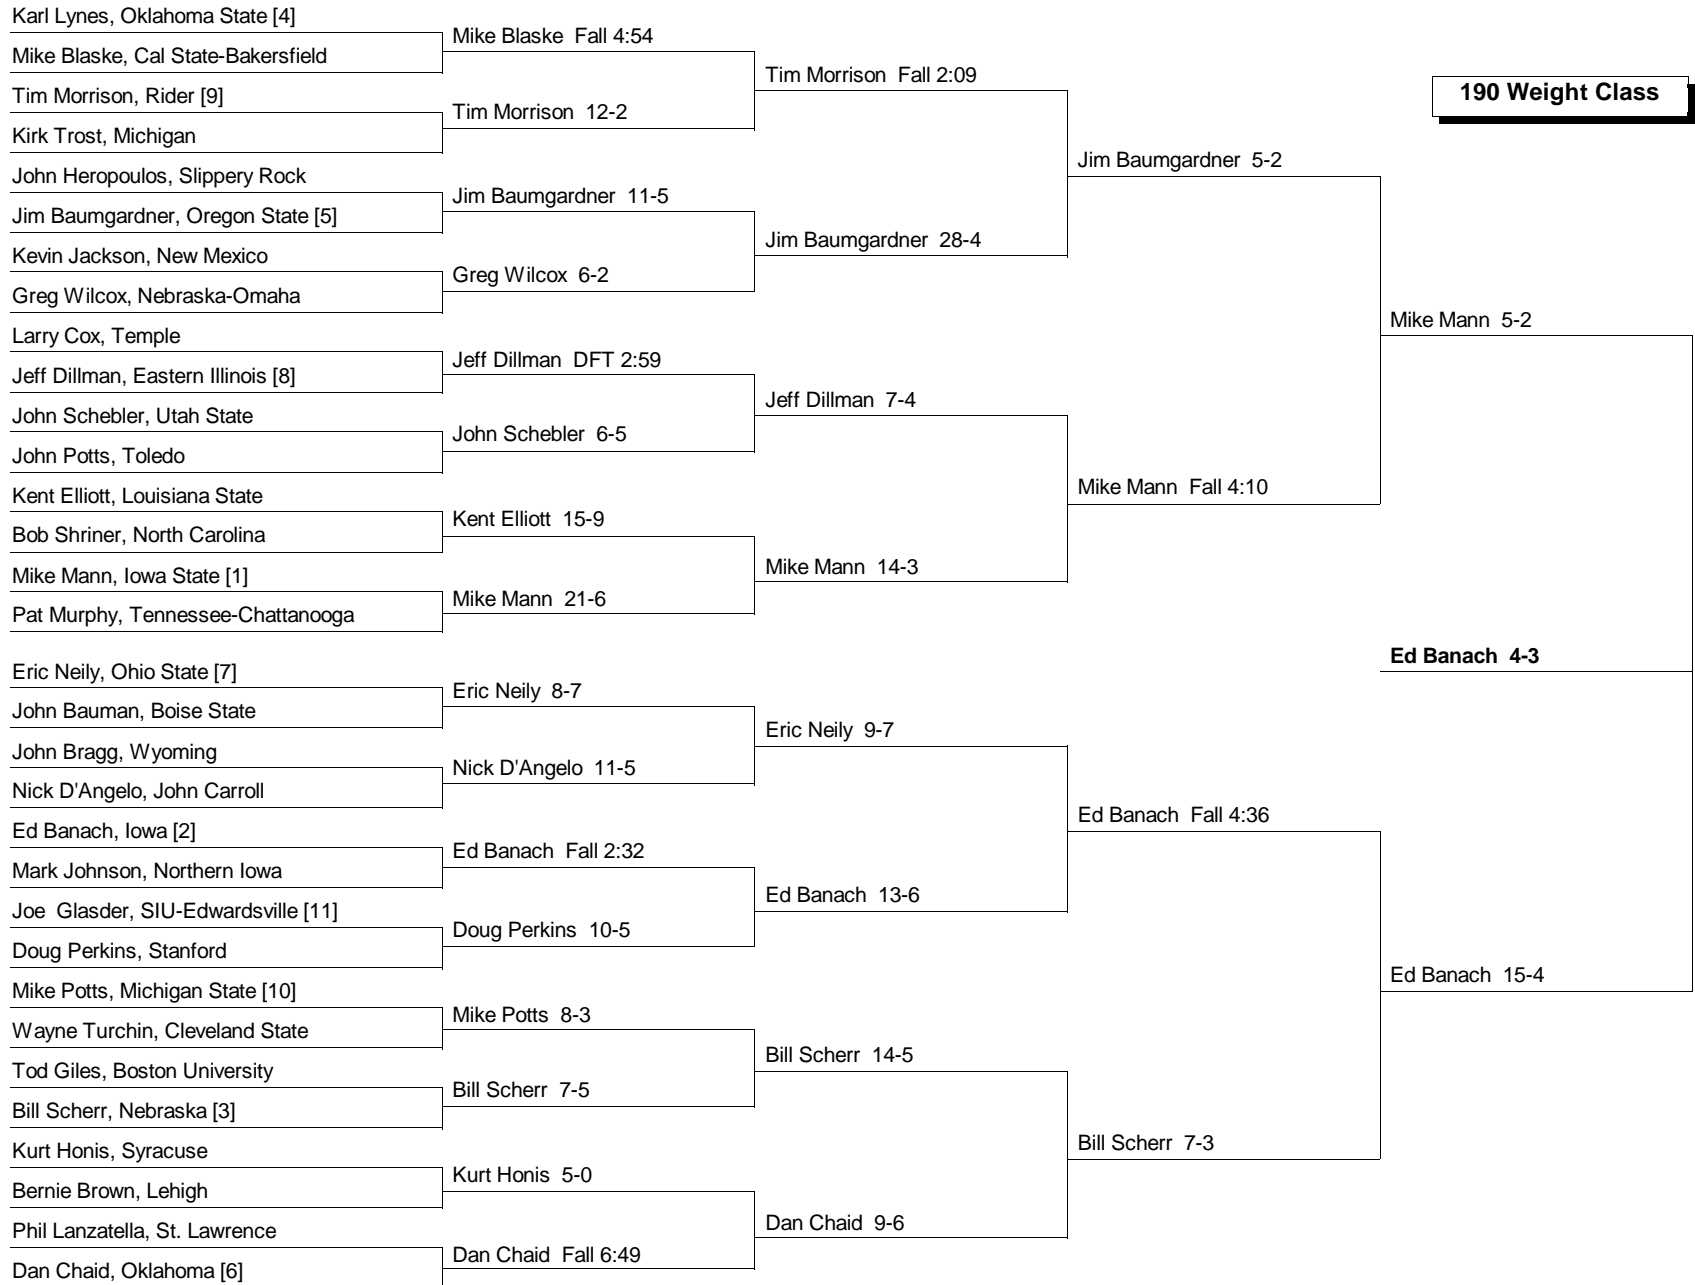 Karl Lynes, Oklahoma State [4]
Mike Blaske, Cal State-Bakersfield
Tim Morrison, Rider [9]
Kirk Trost, Michigan
John Heropoulos, Slippery Rock
Jim Baumgardner, Oregon State [5]
Kevin Jackson, New Mexico
Greg Wilcox, Nebraska-Omaha
Larry Cox, Temple
Jeff Dillman, Eastern Illinois [8]
John Schebler, Utah State
John Potts, Toledo
Kent Elliott, Louisiana State
Bob Shriner, North Carolina
Mike Mann, Iowa State [1]
Pat Murphy, Tennessee-Chattanooga
Eric Neily, Ohio State [7]
John Bauman, Boise State
John Bragg, Wyoming
Nick D'Angelo, John Carroll
Ed Banach, Iowa [2]
Mark Johnson, Northern Iowa
Joe  Glasder, SIU-Edwardsville [11]
Doug Perkins, Stanford
Mike Potts, Michigan State [10]
Wayne Turchin, Cleveland State
Tod Giles, Boston University
Bill Scherr, Nebraska [3]
Kurt Honis, Syracuse
Bernie Brown, Lehigh
Phil Lanzatella, St. Lawrence
Dan Chaid, Oklahoma [6]
Mike Blaske  Fall 4:54
Tim Morrison  12-2
Jim Baumgardner  11-5
Greg Wilcox  6-2
Jeff Dillman  DFT 2:59
John Schebler  6-5
Kent Elliott  15-9
Mike Mann  21-6
Eric Neily  8-7
Nick D'Angelo  11-5
Ed Banach  Fall 2:32
Doug Perkins  10-5
Mike Potts  8-3
Bill Scherr  7-5
Kurt Honis  5-0
Dan Chaid  Fall 6:49
Tim Morrison  Fall 2:09
Jim Baumgardner  28-4
Jeff Dillman  7-4
Mike Mann  14-3
Eric Neily  9-7
Ed Banach  13-6
Bill Scherr  14-5
Dan Chaid  9-6
Jim Baumgardner  5-2
Mike Mann  Fall 4:10
Ed Banach  Fall 4:36
Bill Scherr  7-3
Mike Mann  5-2
Ed Banach  15-4
Ed Banach  4-3
190 Weight Class